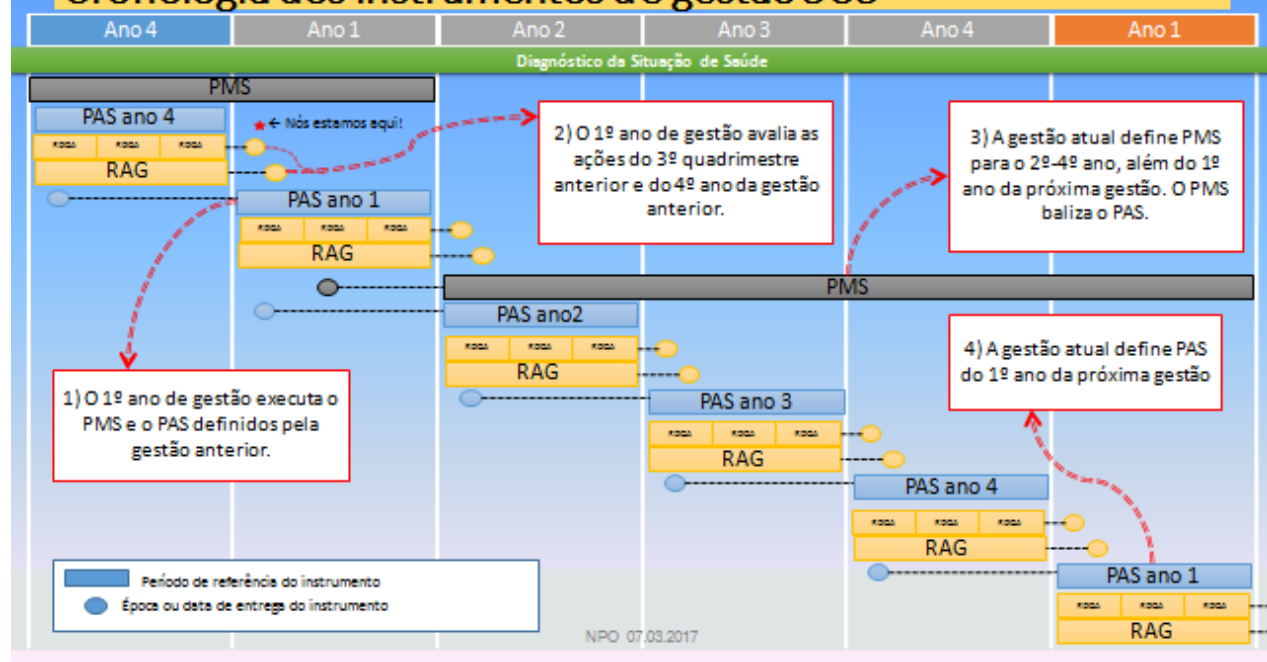 Cronologia dos instrumentos de gestão SUS
Ano 4 Ano 1 Ano 2 Ano 3 Ano 4 Ano 1
Diagnóstico da Situação de Saúde
PMS
PAS ano 4
★ ← Nós estamos aqui!
RAG
PAS ano 1
RAG
2) O 1º ano de gestão avalia as
ações do 3º quadrimestre
anterior e do 4º ano da gestão
anterior.
3) A gestão atual define PMS
para o 2º-4º ano, além do 1º
ano da próxima gestão. O PMS
baliza o PAS.
PMS
PAS ano2
RAG
1) O 1º ano de gestão executa o
PMS e o PAS definidos pela
gestão anterior.
PAS ano 3
RAG
4) A gestão atual define PAS
do 1º ano da próxima gestão
PAS ano 4
RAG
PAS ano 1
RAG
Período de referência do instrumento
Época ou data de entrega do instrumento
NPO 07.03.2017